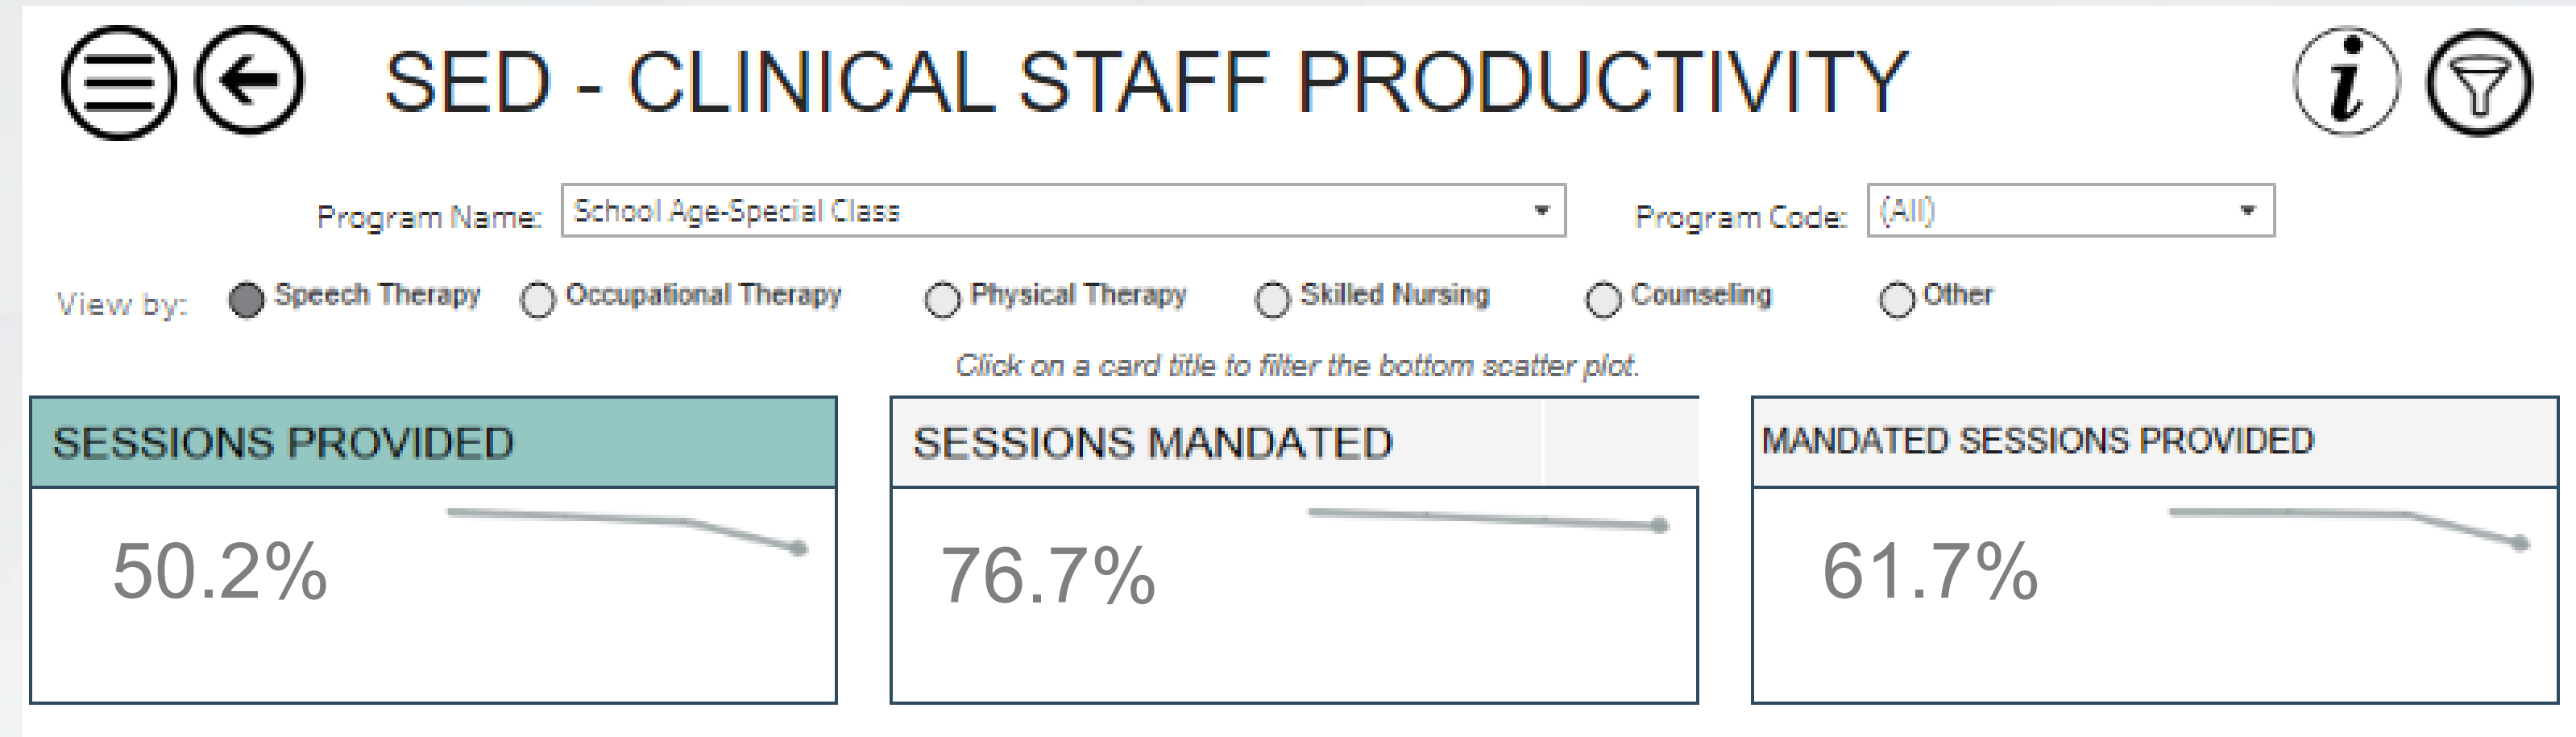 SED - CLINICAL STAFF PRODUCTIVITY
Program Name: School Age-Special Class Program Code: (All)
View by: Speech Therapy Occupational Therapy Physical Therapy Skilled Nursing Counseling Other
Click on a card title to filter the bottom scatter plot.
SESSIONS PROVIDED SESSIONS MANDATED MANDATED SESSIONS PROVIDED
50.2% 76.7% 61.7%